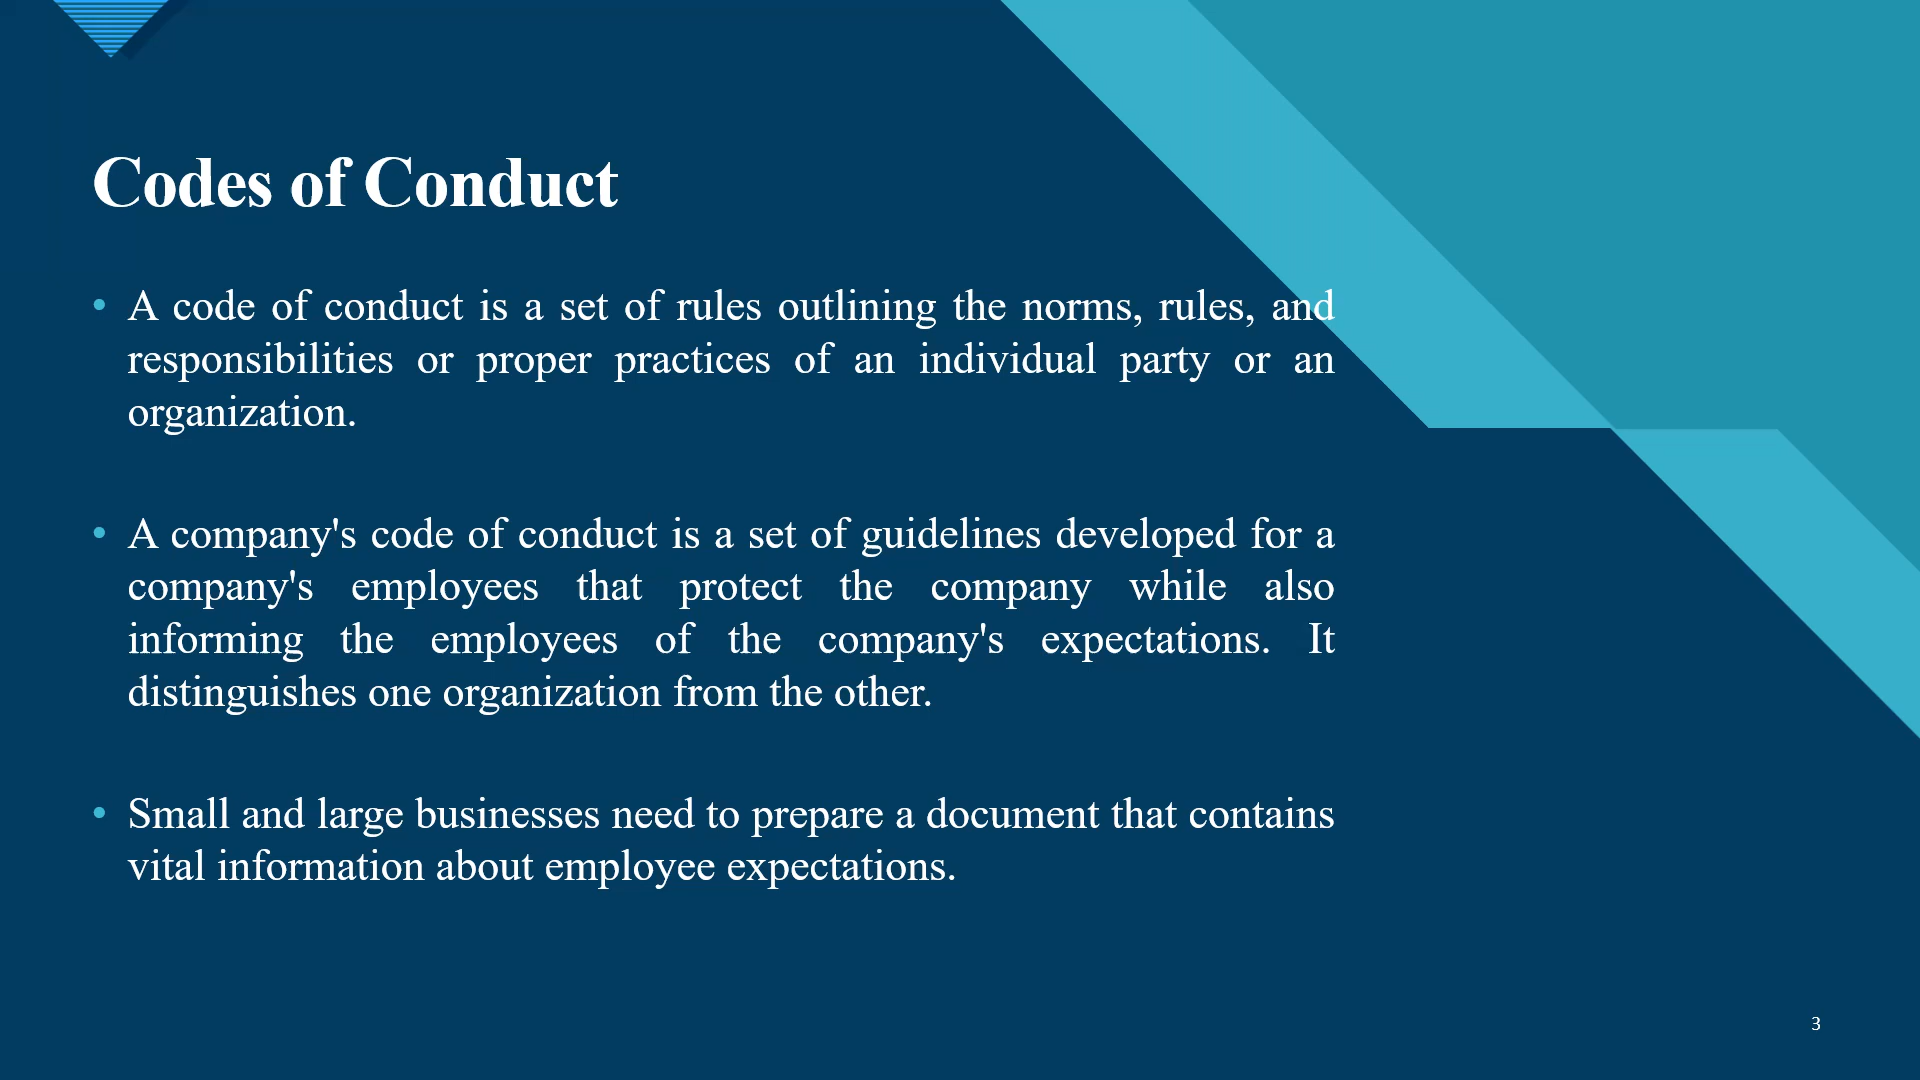 Codes of Conduct
• A code of conduct is a set of rules outlining the norms, rules, and
responsibilities or proper practices of an individual party or an
organization.
• A company's code of conduct is a set of guidelines developed for a
company's employees that protect the company while also
informing the employees of the company's expectations. It
distinguishes one organization from the other.
• Small and large businesses need to prepare a document that contains
vital information about employee expectations.
3